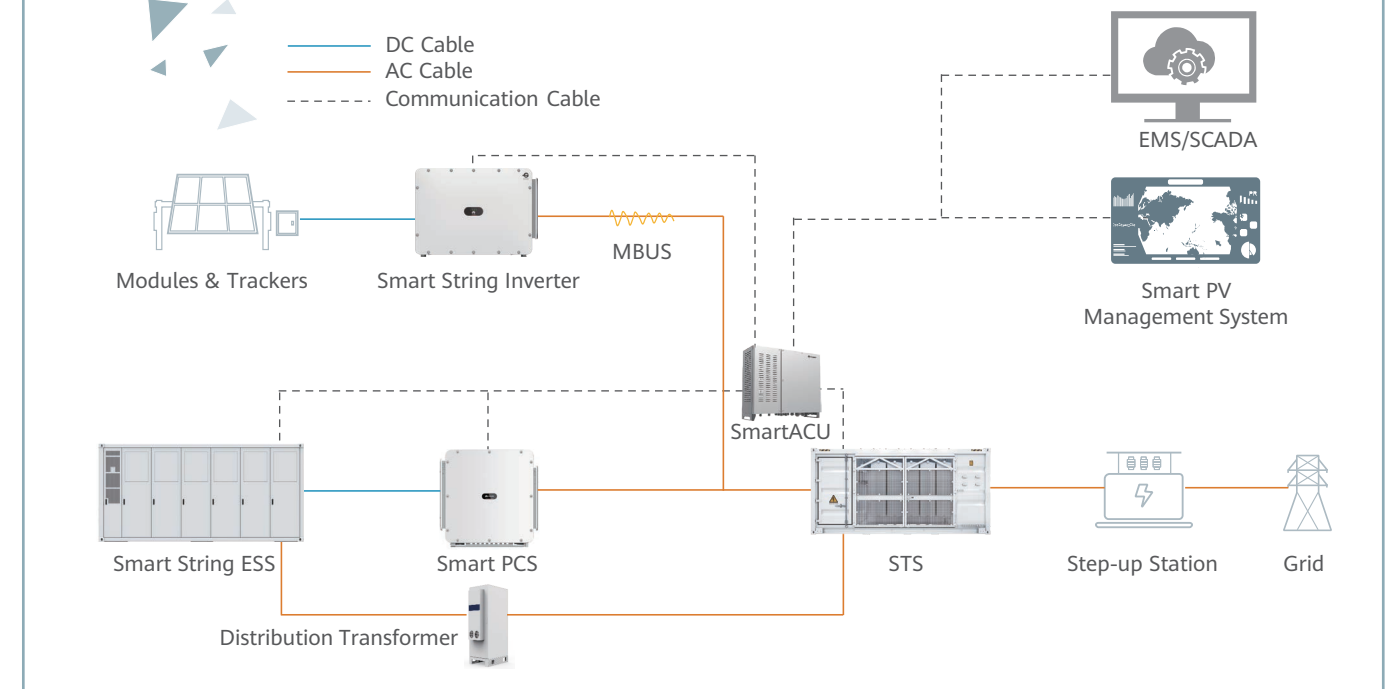 DC Cable
AC Cable
Communication Cable
EMS/SCADA
MBUS
Modules & Trackers
Smart String Inverter
Smart PV
Management System
SmartACU
Smart String ESS
Smart PCS
STS
Step-up Station
Grid
Distribution Transformer